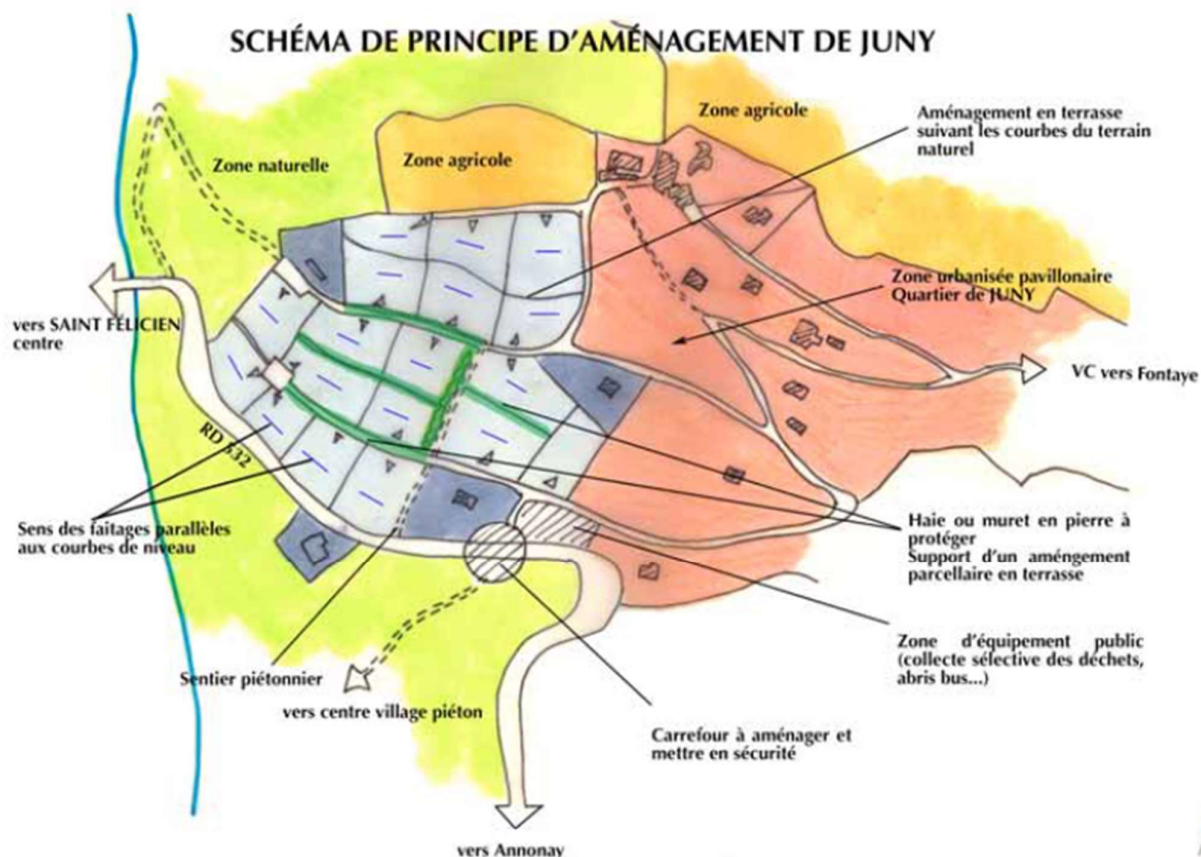 SCHÉMA DE PRINCIPE D'AMÉNAGEMENT DE JUNY
Zone agricole
Aménagement en terrasse
suivant les courbes du terrain
naturel
Zone naturelle
Zone agricole
Zone urbanisée pavillonaire
Quartier de JUNY
vers SAINT FÉLICIEN
centre
VC vers Fontaye
RD 532
Sens des faîtages parallèles
aux courbes de niveau
Haie ou muret en pierre à
protéger
Support d'un améngement
parcellaire en terrasse
Zone d'équipement public
(collecte sélective des déchets,
abris bus...)
Sentier piétonnier
vers centre village piéton
Carrefour à aménager et
mettre en sécurité
vers Annonay